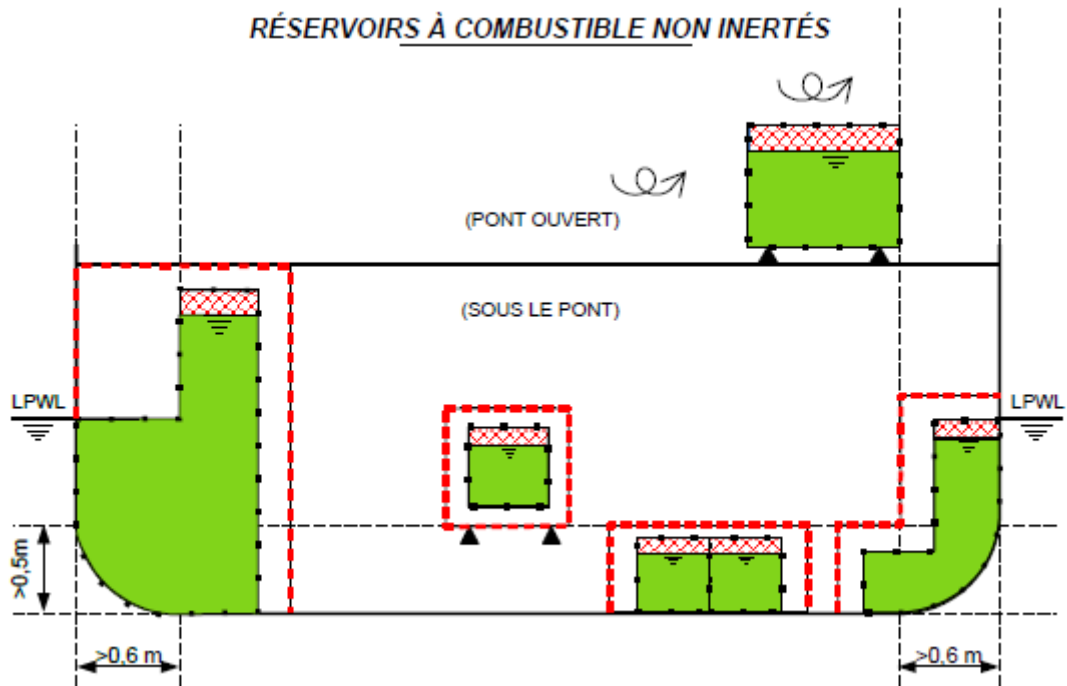 RÉSERVOIRS À COMBUSTIBLE NON INERTÉS
(PONT OUVERT)
(SOUS LE PONT)
LPWL
LPWL
>0,5m
>0,6 m
>0,6 m